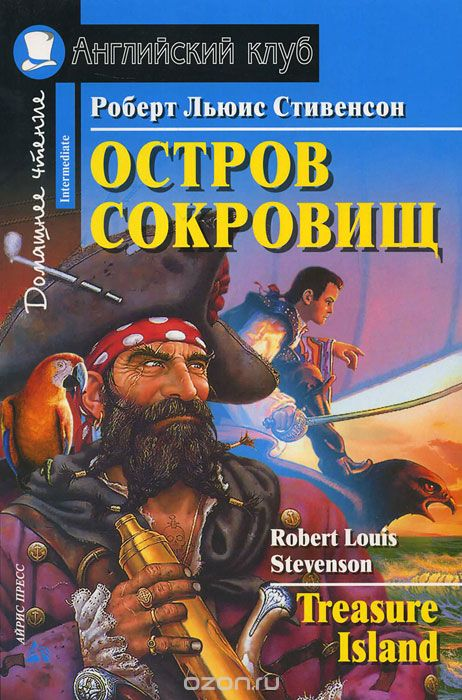 Английский клуб
Домашнее чтение
Intermediate
Роберт Льюис Стивенсон
ОСТРОВ
СОКРОВИЩ
Robert Louis
Stevenson
Treasure
Island
АЙРИС ПРЕСС
ozon.ru